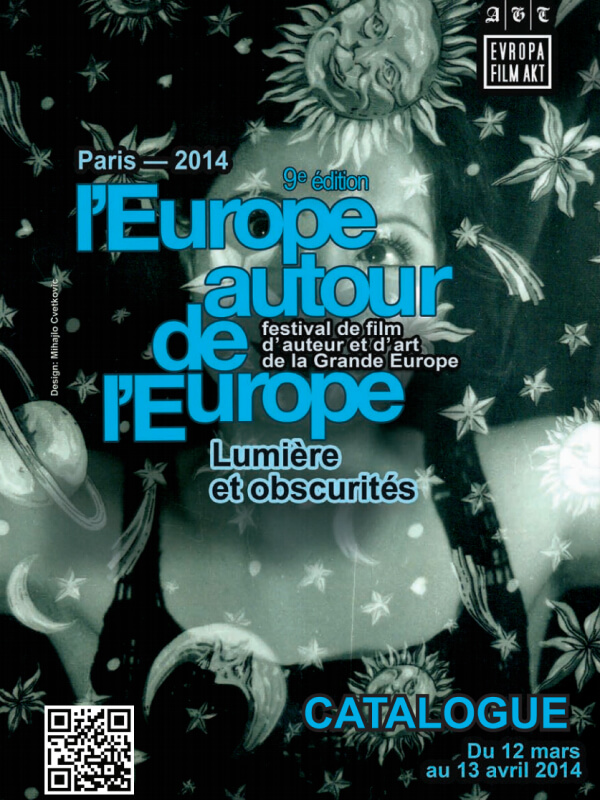 A G T
EVROPA
FILM AKT
Paris — 2014
9e édition
l'Europe
autour
de
l'Europe
festival de film
d'auteur et d'art
de la Grande Europe
Design: Mihajlo Cvetkovic
Lumière
et obscurités
CATALOGUE
Du 12 mars
au 13 avril 2014